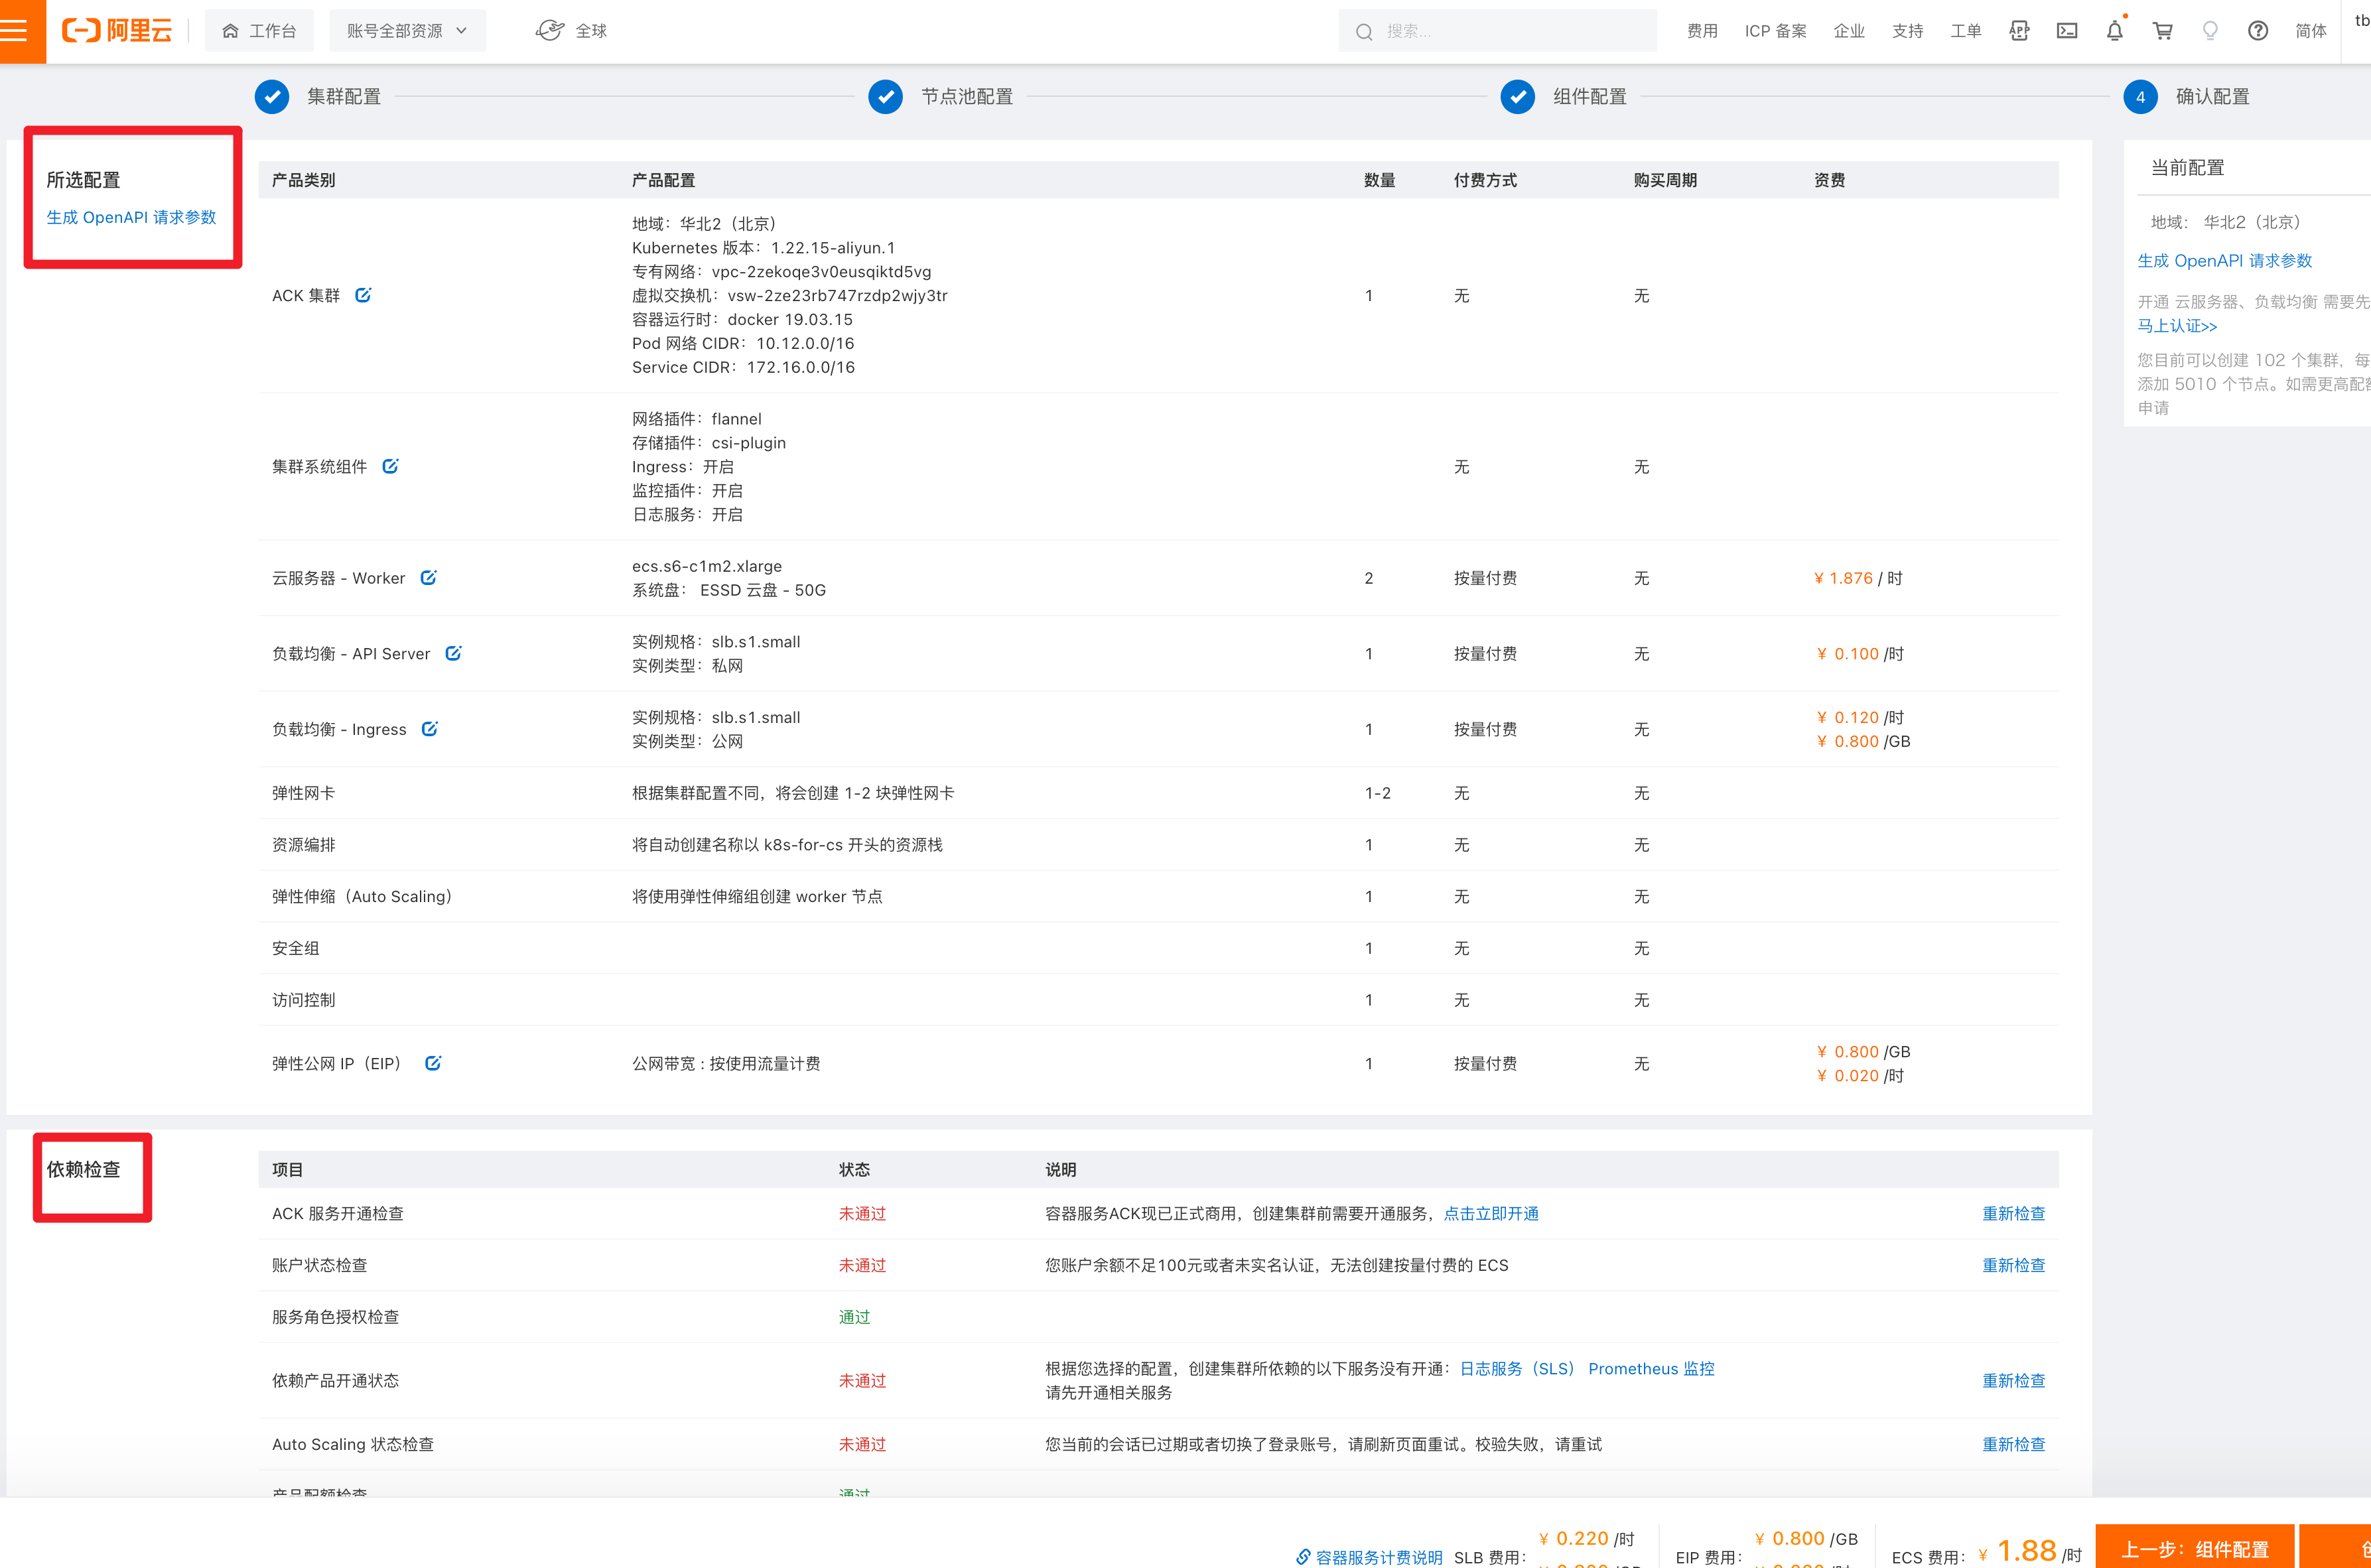 阿里云
工作台
账号全部资源
全球
搜索...
费用
ICP 备案
企业
支持
工单
APP
简体
tb
集群配置
节点池配置
组件配置
4
确认配置
所选配置
生成 OpenAPI 请求参数
产品类别 产品配置 数量 付费方式 购买周期 资费
ACK 集群
地域：华北2（北京）
Kubernetes 版本：1.22.15-aliyun.1
专有网络：vpc-2zekoqe3v0eusqiktd5vg
虚拟交换机：vsw-2ze23rb747rzdp2wjy3tr
容器运行时：docker 19.03.15
Pod 网络 CIDR：10.12.0.0/16
Service CIDR：172.16.0.0/16
1 无 无
集群系统组件
网络插件：flannel
存储插件：csi-plugin
Ingress：开启
监控插件：开启
日志服务：开启
无 无
云服务器 - Worker
ecs.s6-c1m2.xlarge
系统盘： ESSD 云盘 - 50G
2 按量付费 无 ¥ 1.876 / 时
负载均衡 - API Server
实例规格：slb.s1.small
实例类型：私网
1 按量付费 无 ¥ 0.100 /时
负载均衡 - Ingress
实例规格：slb.s1.small
实例类型：公网
1 按量付费 无
¥ 0.120 /时
¥ 0.800 /GB
弹性网卡 根据集群配置不同，将会创建 1-2 块弹性网卡 1-2 无 无
资源编排 将自动创建名称以 k8s-for-cs 开头的资源栈 1 无 无
弹性伸缩（Auto Scaling） 将使用弹性伸缩组创建 worker 节点 1 无 无
安全组 1 无 无
访问控制 1 无 无
弹性公网 IP（EIP） 公网带宽 : 按使用流量计费 1 按量付费 无
¥ 0.800 /GB
¥ 0.020 /时
当前配置
地域： 华北2（北京）
生成 OpenAPI 请求参数
开通 云服务器、负载均衡 需要先
马上认证>>
您目前可以创建 102 个集群，每
添加 5010 个节点。如需更高配额
申请
依赖检查
项目 状态 说明
ACK 服务开通检查 未通过 容器服务ACK现已正式商用，创建集群前需要开通服务，点击立即开通 重新检查
账户状态检查 未通过 您账户余额不足100元或者未实名认证，无法创建按量付费的 ECS 重新检查
服务角色授权检查 通过
依赖产品开通状态 未通过
根据您选择的配置，创建集群所依赖的以下服务没有开通：日志服务（SLS） Prometheus 监控
请先开通相关服务
重新检查
Auto Scaling 状态检查 未通过 您当前的会话已过期或者切换了登录账号，请刷新页面重试。校验失败，请重试 重新检查
产品配额检查 通过
容器服务计费说明
SLB 费用：
¥ 0.220 /时
EIP 费用：
¥ 0.800 /GB
ECS 费用：
¥ 1.88 /时
上一步：组件配置